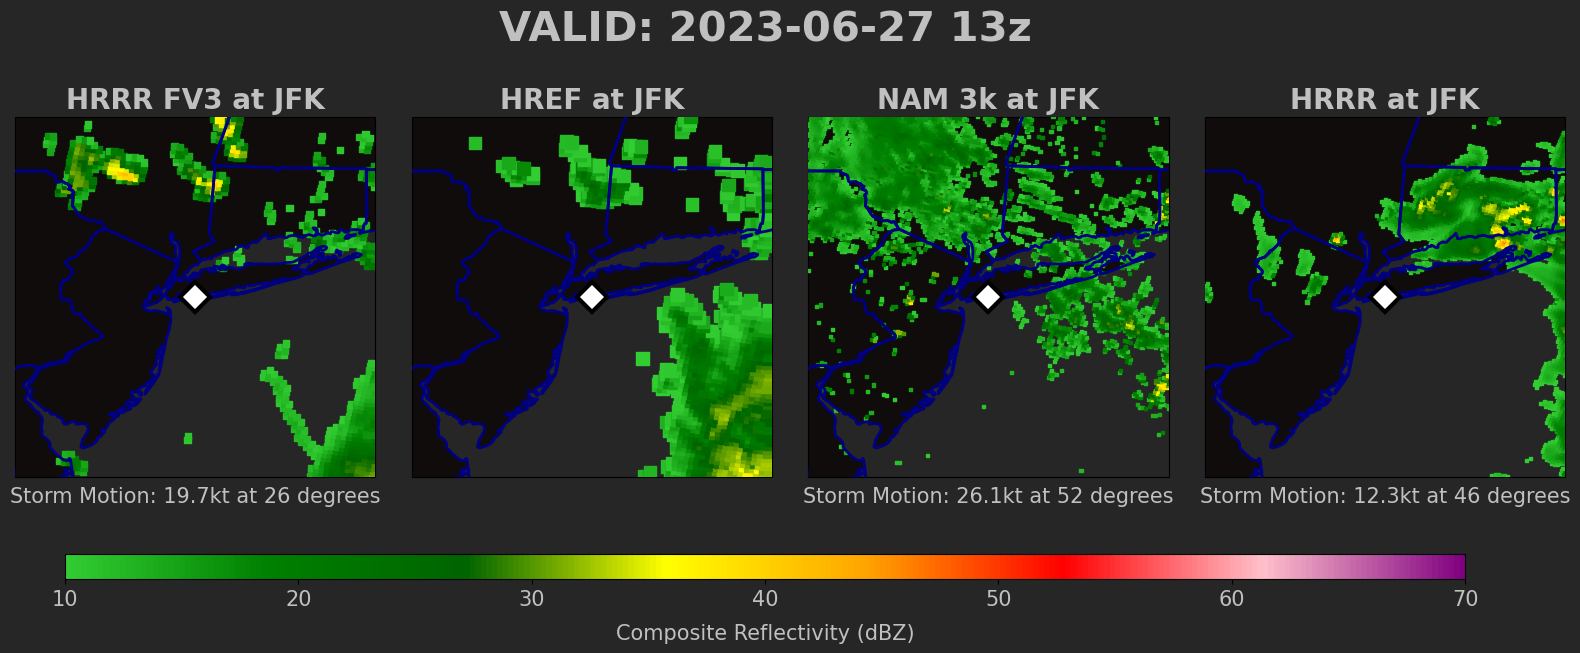 VALID: 2023-06-27 13z
HRRR FV3 at JFK
HREF at JFK
NAM 3k at JFK
HRRR at JFK
Storm Motion: 19.7kt at 26 degrees
Storm Motion: 26.1kt at 52 degrees
Storm Motion: 12.3kt at 46 degrees
10 20 30 40 50 60 70
Composite Reflectivity (dBZ)